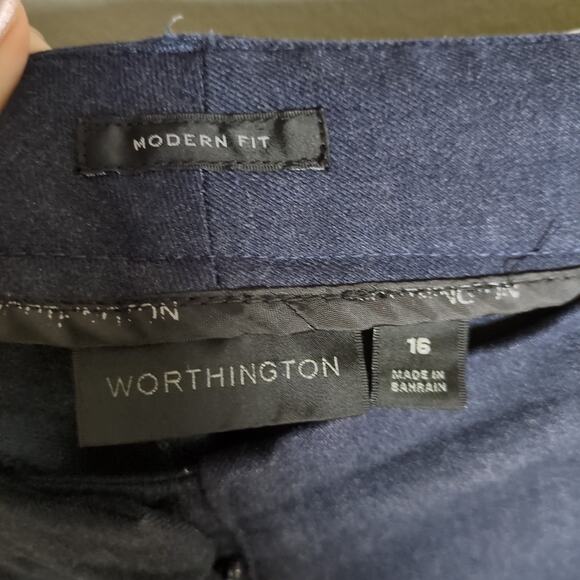 MODERN FIT
WORTHINGTON
16
MADE IN
BAHRAIN